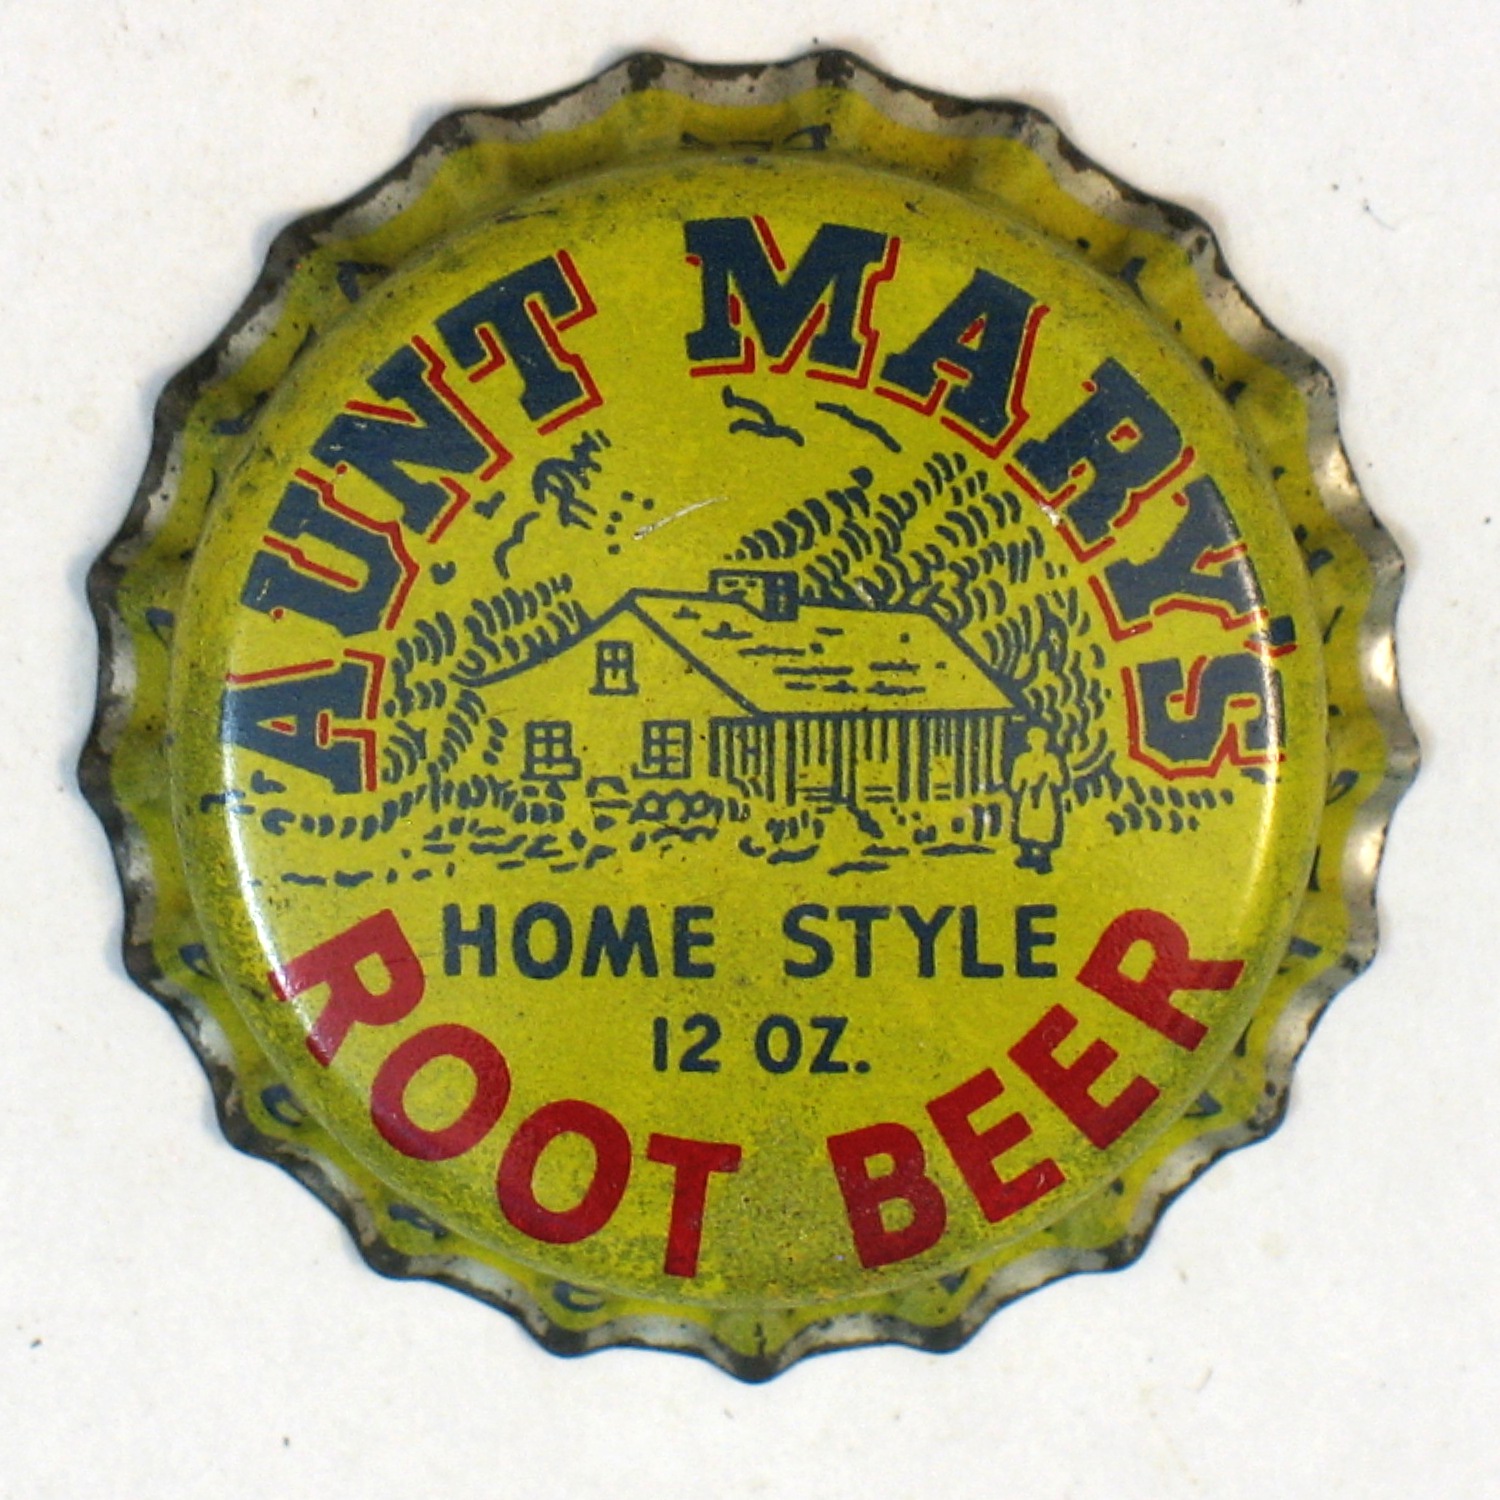 AUNT MARY'S
HOME STYLE
12 OZ.
ROOT BEER